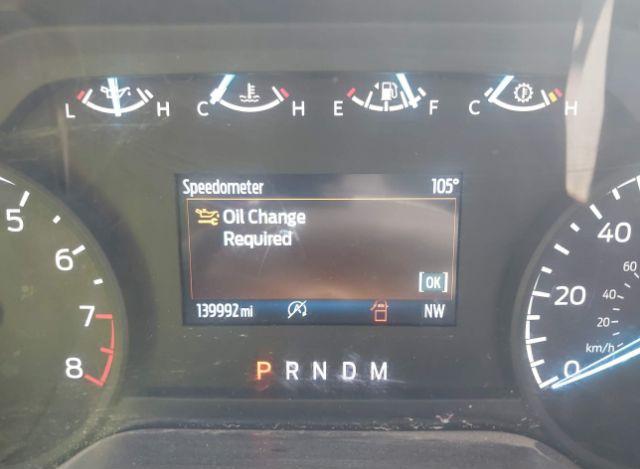 L H C H E F C H
Speedometer 105°
Oil Change
Required
[OK]
139992 mi NW
P R N D M
5
6
7
8
40
20
0
60
40
20
km/h